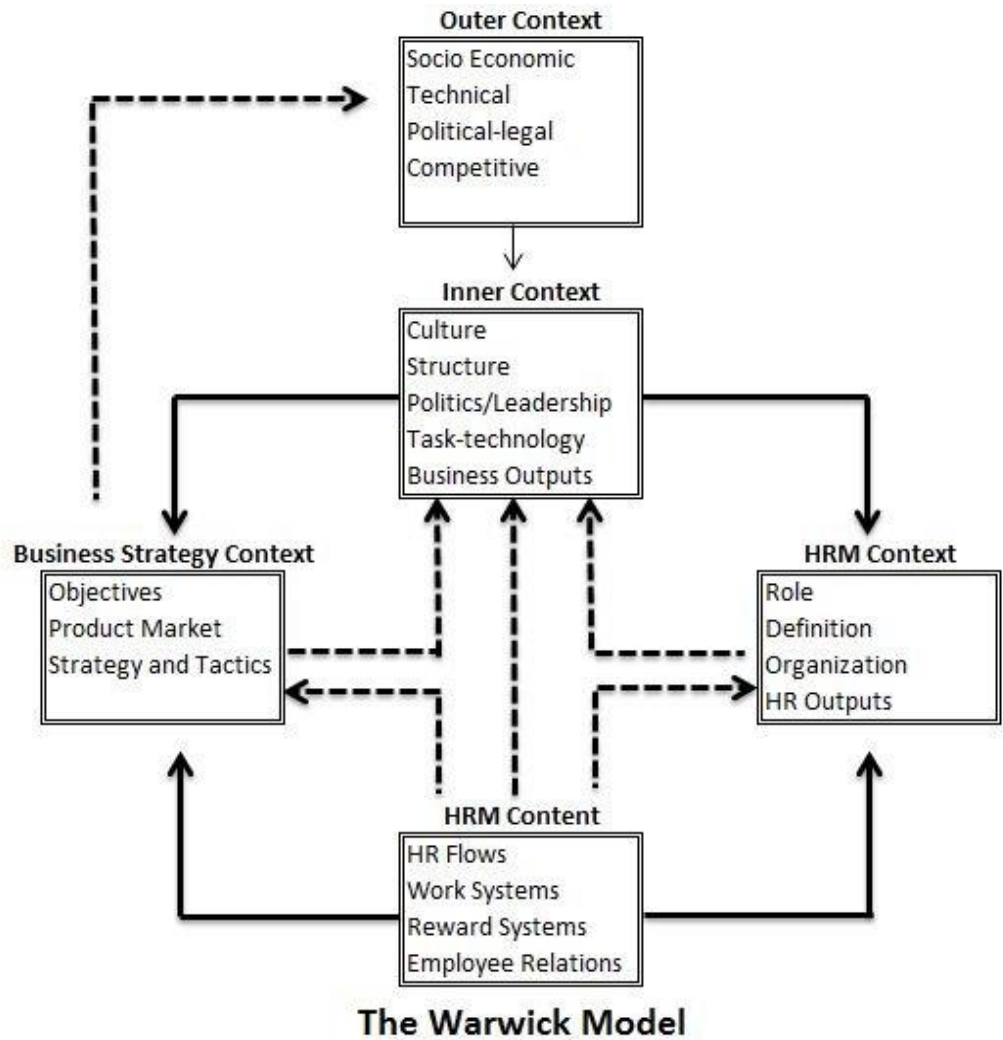 Outer Context
Socio Economic
Technical
Political-legal
Competitive
Inner Context
Culture
Structure
Politics/Leadership
Task-technology
Business Outputs
Business Strategy Context
Objectives
Product Market
Strategy and Tactics
HRM Context
Role
Definition
Organization
HR Outputs
HRM Content
HR Flows
Work Systems
Reward Systems
Employee Relations
The Warwick Model